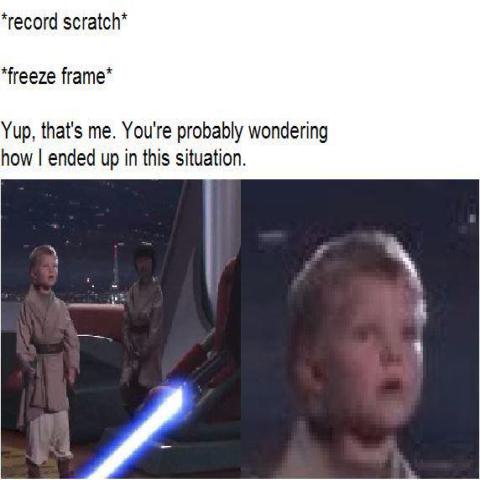 *record scratch*
*freeze frame*
Yup, that's me. You're probably wondering
how I ended up in this situation.